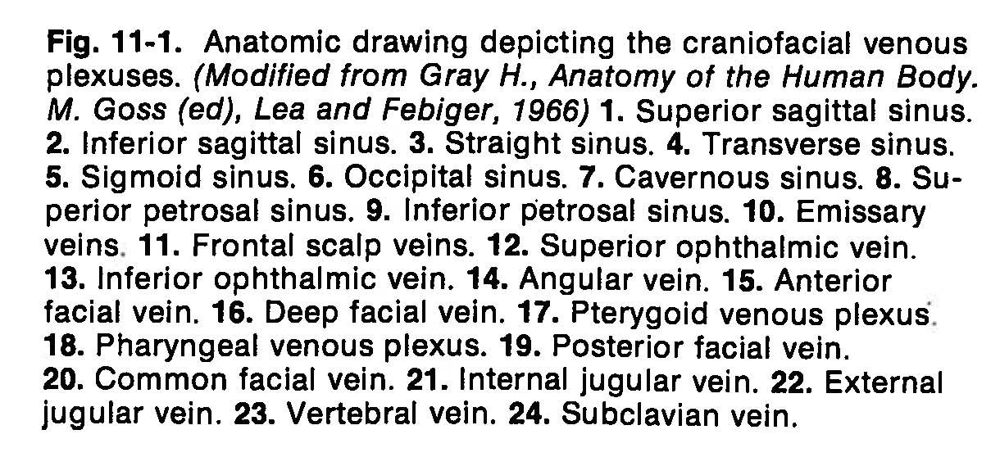 Fig. 11-1. Anatomic drawing depicting the craniofacial venous
plexuses. (Modified from Gray H., Anatomy of the Human Body.
M. Goss (ed), Lea and Febiger, 1966) 1. Superior sagittal sinus.
2. Inferior sagittal sinus. 3. Straight sinus. 4. Transverse sinus.
5. Sigmoid sinus. 6. Occipital sinus. 7. Cavernous sinus. 8. Su-
perior petrosal sinus. 9. Inferior petrosal sinus. 10. Emissary
veins. 11. Frontal scalp veins. 12. Superior ophthalmic vein.
13. Inferior ophthalmic vein. 14. Angular vein. 15. Anterior
facial vein. 16. Deep facial vein. 17. Pterygoid venous plexus.
18. Pharyngeal venous plexus. 19. Posterior facial vein.
20. Common facial vein. 21. Internal jugular vein. 22. External
jugular vein. 23. Vertebral vein. 24. Subclavian vein.